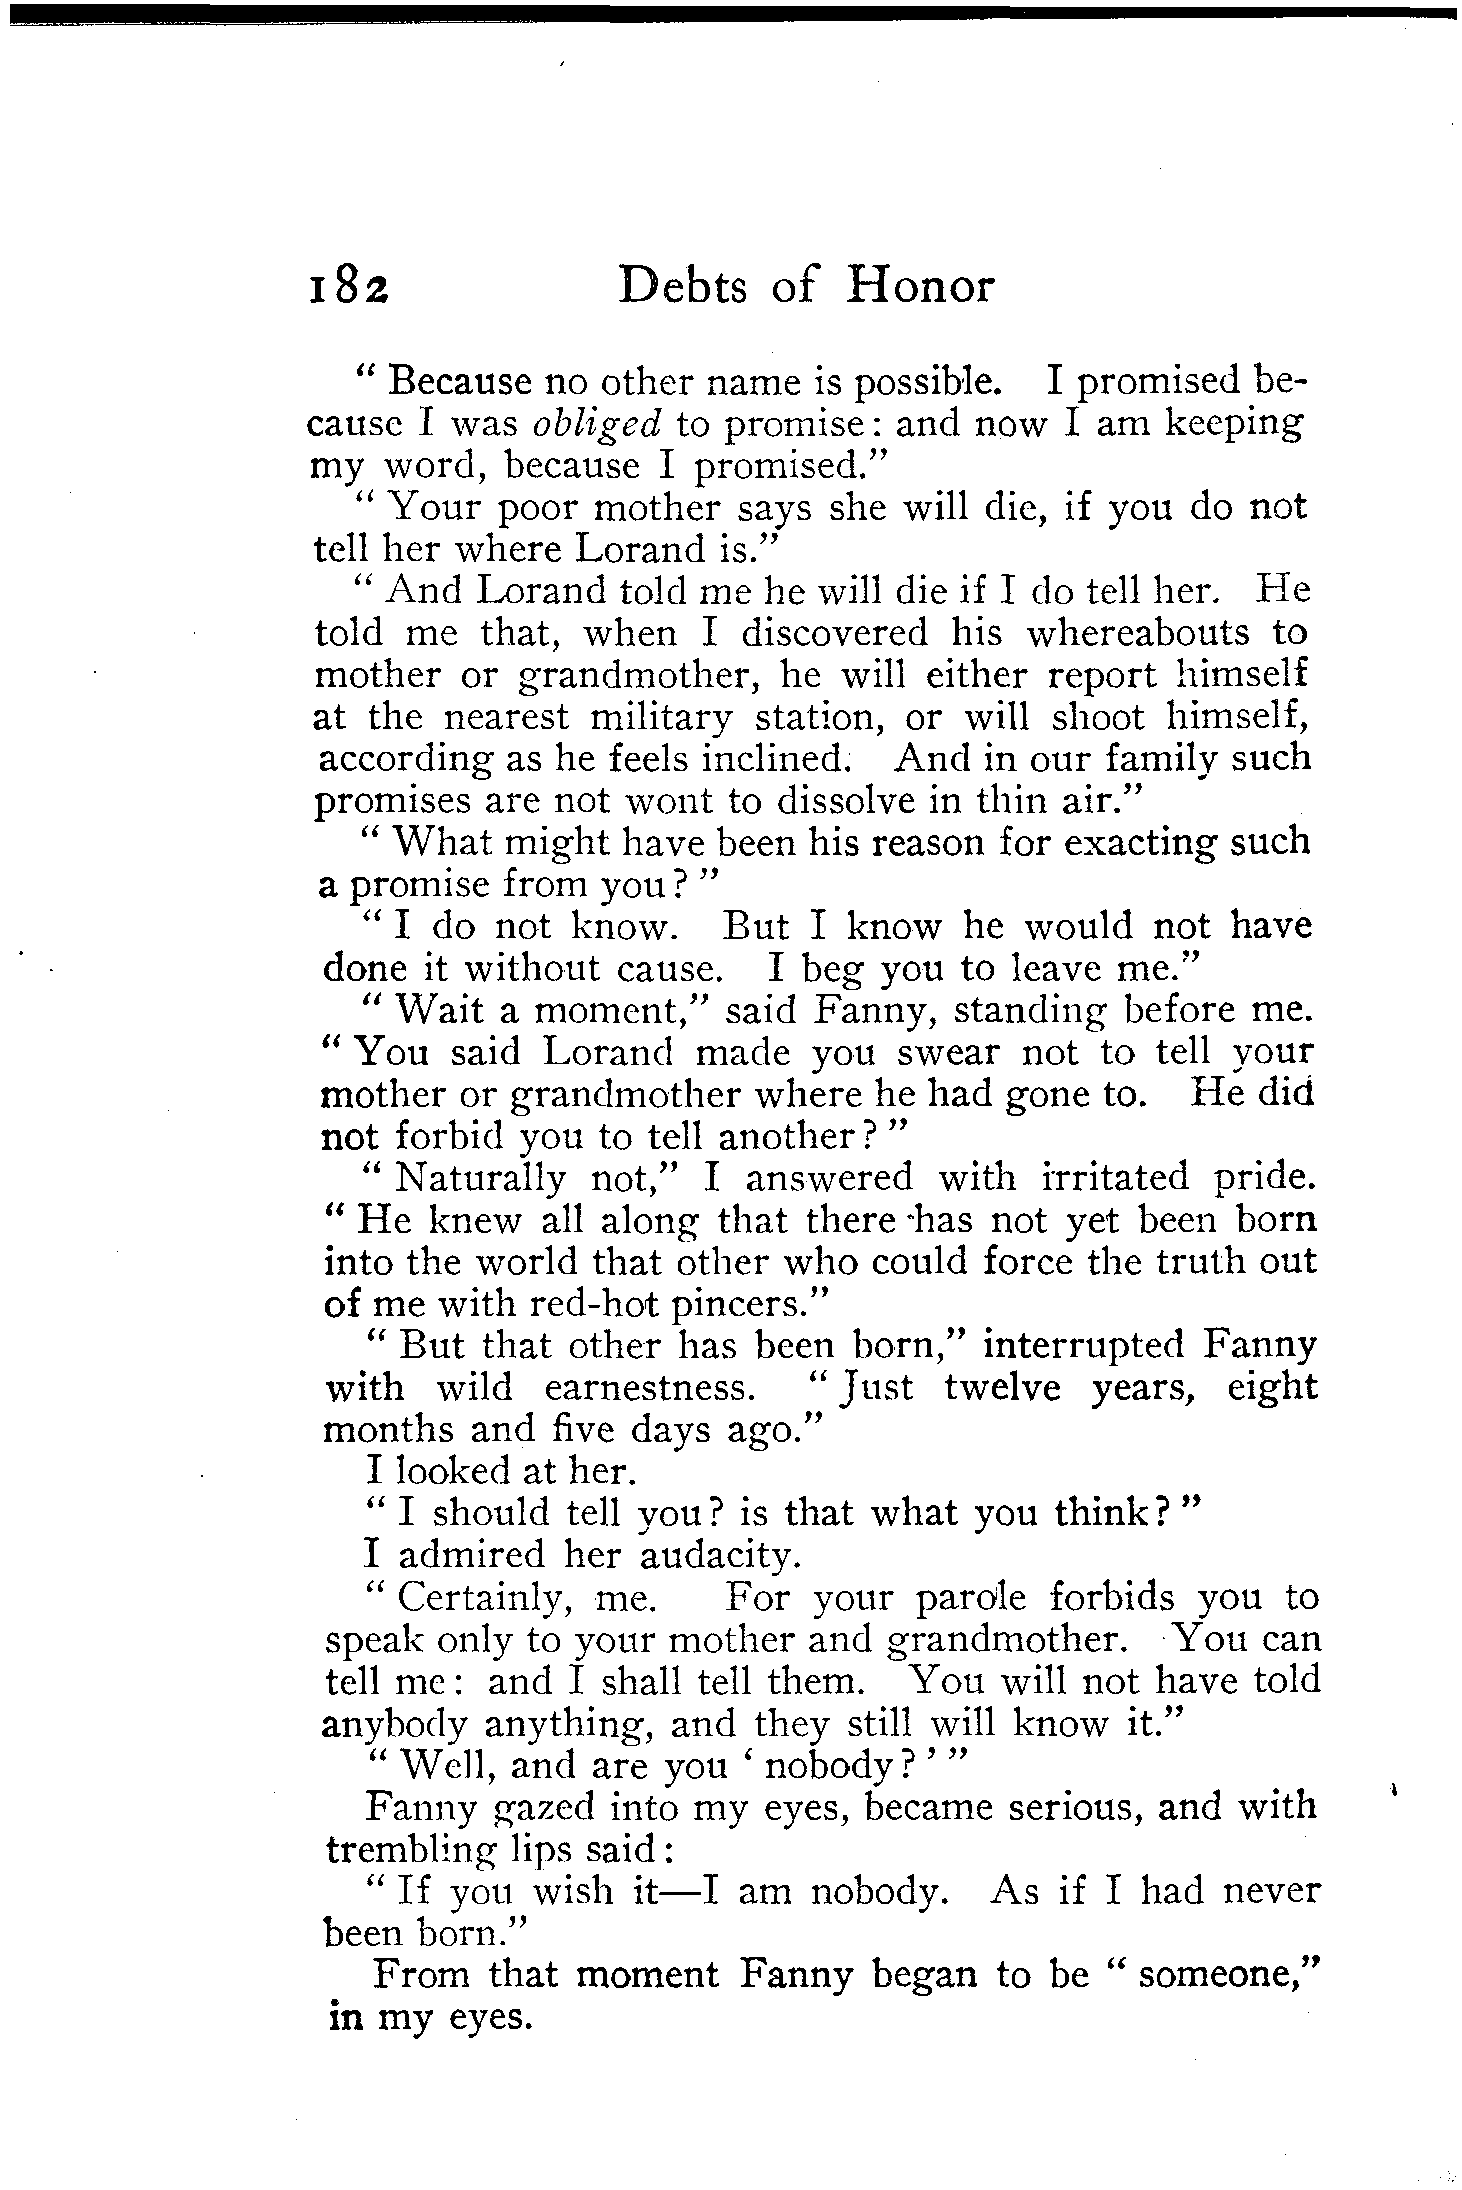 182 Debts of Honor
“ Because no other name is possible. I promised be-
cause I was obliged to promise: and now I am keeping
my word, because I promised.”
“ Your poor mother says she will die, if you do not
tell her where Lorand is.”
“ And Lorand told me he will die if I do tell her. He
told me that, when I discovered his whereabouts to
mother or grandmother, he will either report himself
at the nearest military station, or will shoot himself,
according as he feels inclined. And in our family such
promises are not wont to dissolve in thin air.”
“ What might have been his reason for exacting such
a promise from you? ”
“ I do not know. But I know he would not have
done it without cause. I beg you to leave me.”
“ Wait a moment,” said Fanny, standing before me.
“ You said Lorand made you swear not to tell your
mother or grandmother where he had gone to. He did
not forbid you to tell another? ”
“ Naturally not,” I answered with irritated pride.
“ He knew all along that there has not yet been born
into the world that other who could force the truth out
of me with red-hot pincers.”
“ But that other has been born,” interrupted Fanny
with wild earnestness. “ Just twelve years, eight
months and five days ago.”
I looked at her.
“ I should tell you? is that what you think? ”
I admired her audacity.
“ Certainly, me. For your parole forbids you to
speak only to your mother and grandmother. You can
tell me: and I shall tell them. You will not have told
anybody anything, and they still will know it.”
“ Well, and are you ‘ nobody? ’ ”
Fanny gazed into my eyes, became serious, and with
trembling lips said:
“ If you wish it—I am nobody. As if I had never
been born.”
From that moment Fanny began to be “ someone,”
in my eyes.